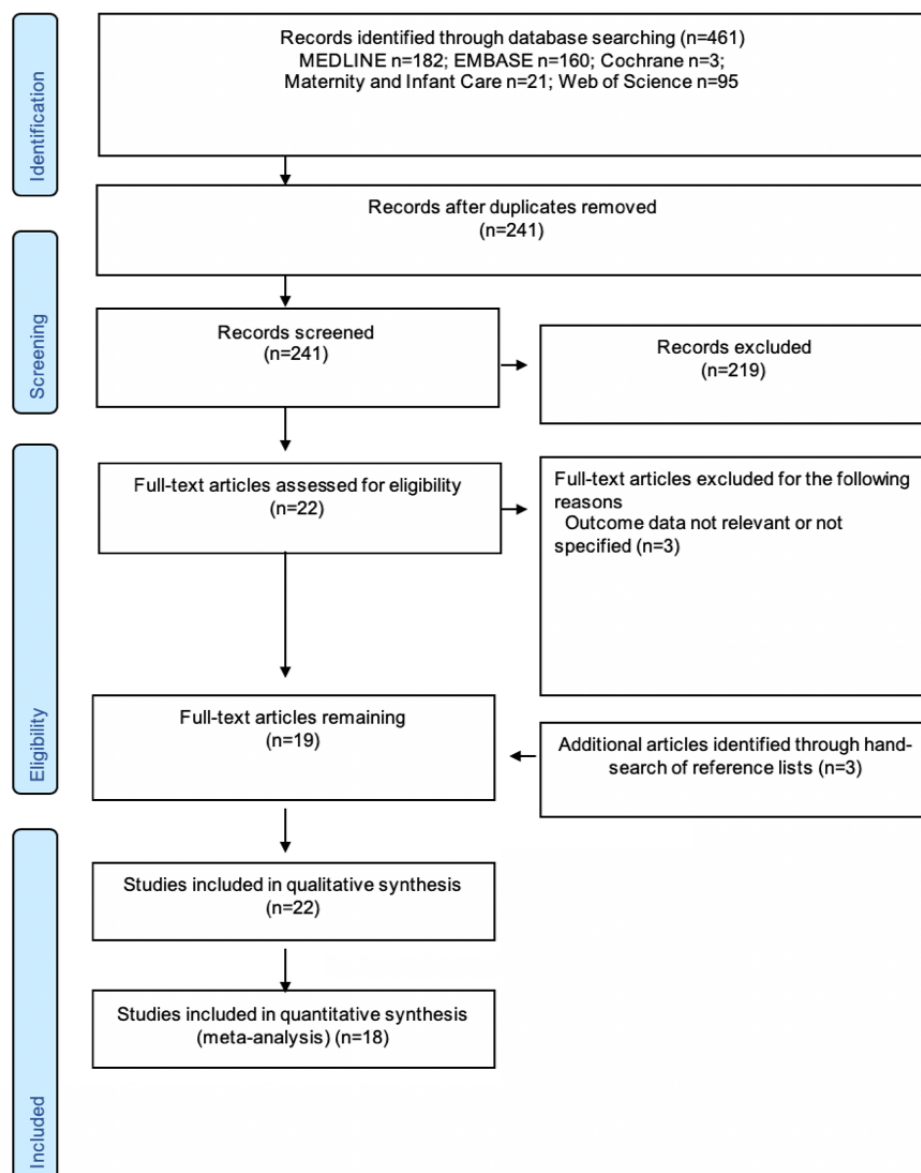 Identification
Records identified through database searching (n=461)
MEDLINE n=182; EMBASE n=160; Cochrane n=3;
Maternity and Infant Care n=21; Web of Science n=95
Records after duplicates removed
(n=241)
Screening
Records screened
(n=241)
Records excluded
(n=219)
Eligibility
Full-text articles assessed for eligibility
(n=22)
Full-text articles excluded for the following
reasons
Outcome data not relevant or not
specified (n=3)
Full-text articles remaining
(n=19)
Additional articles identified through hand-
search of reference lists (n=3)
Included
Studies included in qualitative synthesis
(n=22)
Studies included in quantitative synthesis
(meta-analysis) (n=18)